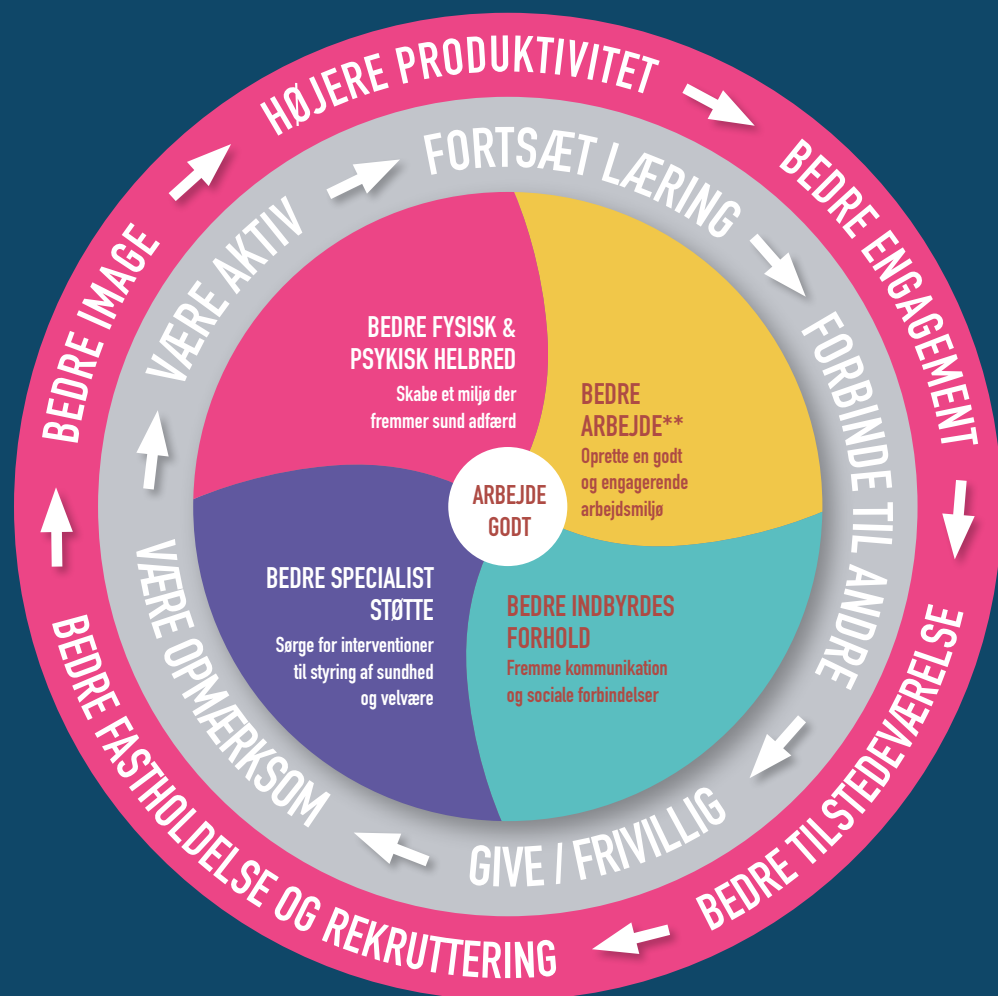 HØJERE PRODUKTIVITET
BEDRE ENGAGEMENT
BEDRE TILSTEDEVÆRELSE
BEDRE FASTHOLDELSE OG REKRUTTERING
BEDRE IMAGE
FORTSÆT LÆRING
FORBINDE TIL ANDRE
GIVE / FRIVILLIG
VÆRE OPMÆRKSOM
VÆRE AKTIV
BEDRE FYSISK &
PSYKISK HELBRED
Skabe et miljø der
fremmer sund adfærd
BEDRE
ARBEJDE**
Oprette en godt
og engagerende
arbejdsmiljø
ARBEJDE
GODT
BEDRE SPECIALIST
STØTTE
Sørge for interventioner
til styring af sundhed
og velvære
BEDRE INDBYRDES
FORHOLD
Fremme kommunikation
og sociale forbindelser